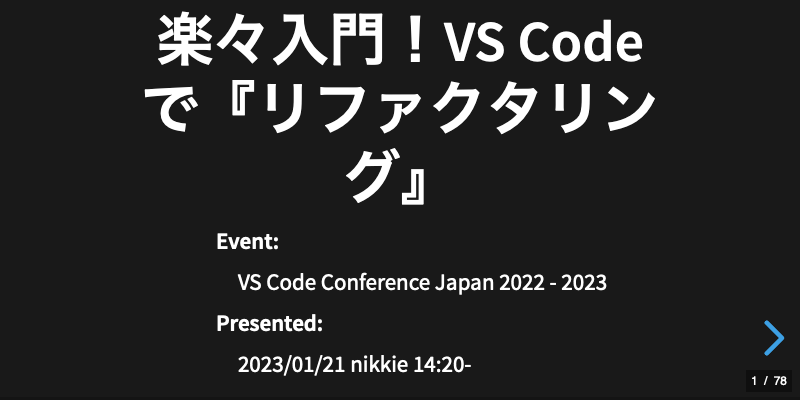 楽々入門！VS Code
で『リファクタリン
グ』
Event:
VS Code Conference Japan 2022 - 2023
Presented:
2023/01/21 nikkie 14:20-
1 / 78